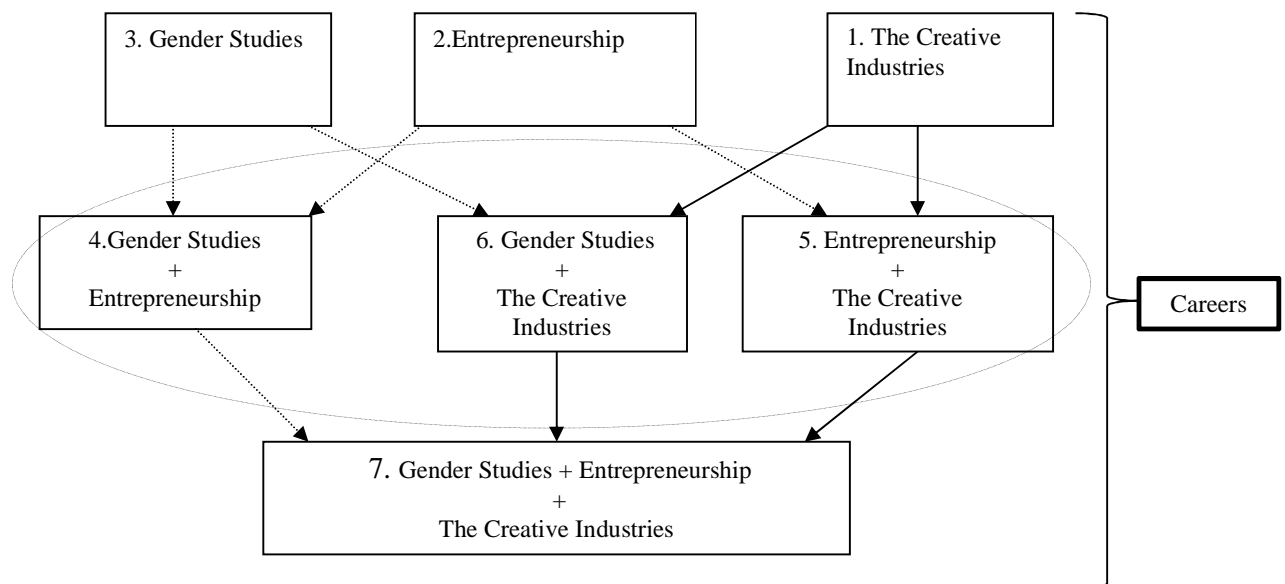 3. Gender Studies
2.Entrepreneurship
1. The Creative
Industries
4.Gender Studies
+
Entrepreneurship
6. Gender Studies
+
The Creative
Industries
5. Entrepreneurship
+
The Creative
Industries
Careers
7. Gender Studies + Entrepreneurship
+
The Creative Industries